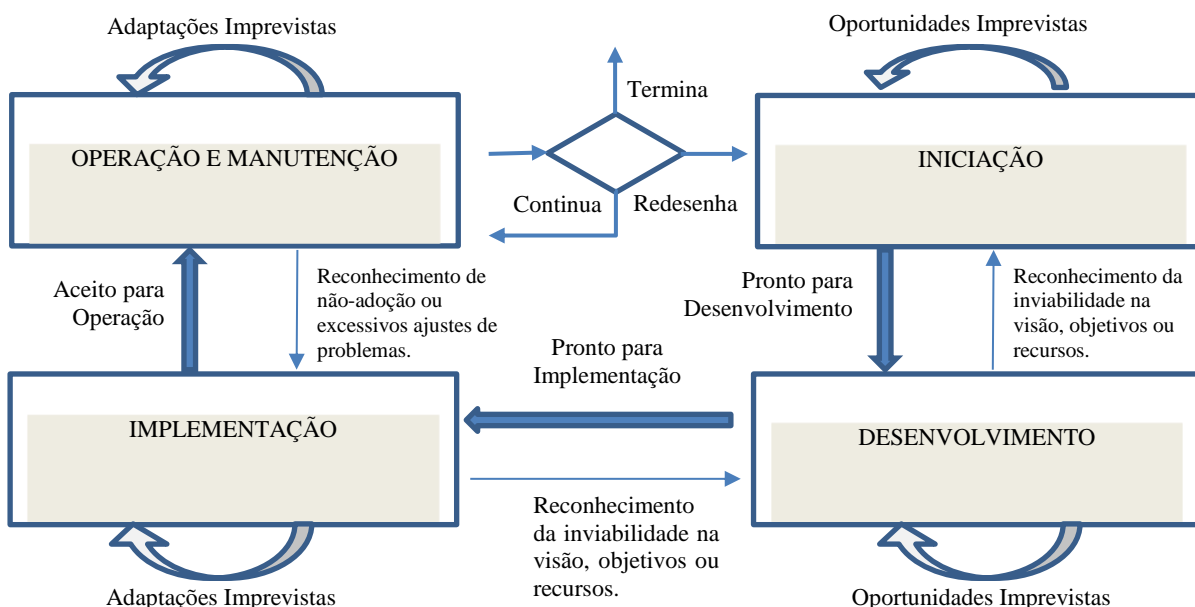 Adaptações Imprevistas
Oportunidades Imprevistas
Termina
OPERAÇÃO E MANUTENÇÃO
INICIAÇÃO
Continua
Redesenha
Aceito para
Operação
Reconhecimento de
não-adoção ou
excessivos ajustes de
problemas.
Pronto para
Desenvolvimento
Reconhecimento da
inviabilidade na
visão, objetivos ou
recursos.
Pronto para
Implementação
IMPLEMENTAÇÃO
DESENVOLVIMENTO
Reconhecimento
da inviabilidade na
visão, objetivos ou
recursos.
Adaptações Imprevistas
Oportunidades Imprevistas